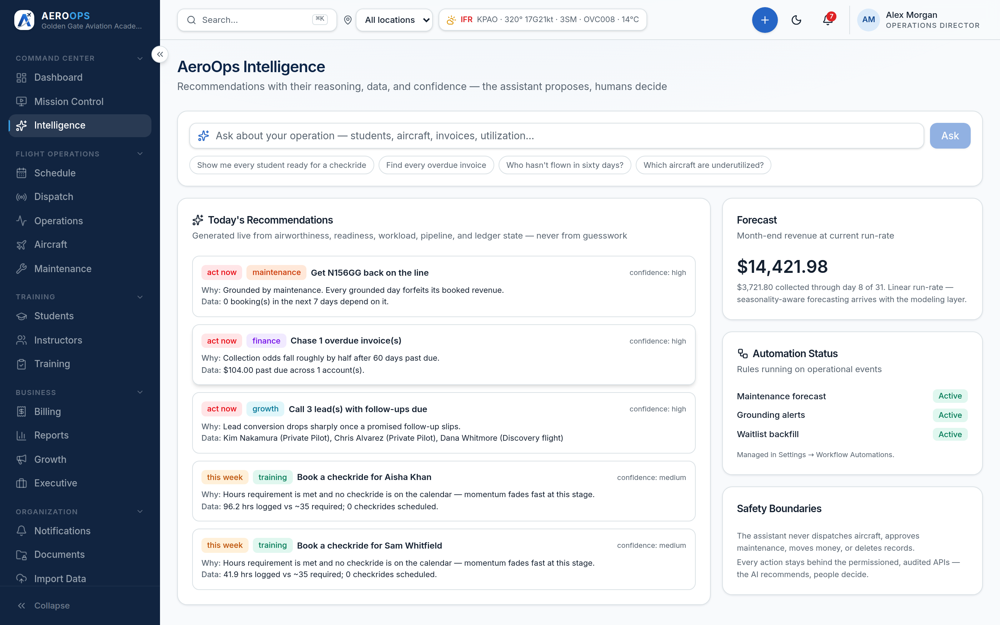 AEROOPS
Golden Gate Aviation Acade...
COMMAND CENTER
Dashboard
Mission Control
Intelligence
FLIGHT OPERATIONS
Schedule
Dispatch
Operations
Aircraft
Maintenance
TRAINING
Students
Instructors
Training
BUSINESS
Billing
Reports
Growth
Executive
ORGANIZATION
Notifications
Documents
Import Data
Collapse
Search... ⌘K
All locations
IFR KPAO · 320° 17G21kt · 3SM · OVC008 · 14°C
7
AM
Alex Morgan
OPERATIONS DIRECTOR
AeroOps Intelligence
Recommendations with their reasoning, data, and confidence — the assistant proposes, humans decide
Ask about your operation — students, aircraft, invoices, utilization...
Ask
Show me every student ready for a checkride
Find every overdue invoice
Who hasn't flown in sixty days?
Which aircraft are underutilized?
Today's Recommendations
Generated live from airworthiness, readiness, workload, pipeline, and ledger state — never from guesswork
act now maintenance Get N156GG back on the line confidence: high
Why: Grounded by maintenance. Every grounded day forfeits its booked revenue.
Data: 0 booking(s) in the next 7 days depend on it.
act now finance Chase 1 overdue invoice(s) confidence: high
Why: Collection odds fall roughly by half after 60 days past due.
Data: $104.00 past due across 1 account(s).
act now growth Call 3 lead(s) with follow-ups due confidence: high
Why: Lead conversion drops sharply once a promised follow-up slips.
Data: Kim Nakamura (Private Pilot), Chris Alvarez (Private Pilot), Dana Whitmore (Discovery flight)
this week training Book a checkride for Aisha Khan confidence: medium
Why: Hours requirement is met and no checkride is on the calendar — momentum fades fast at this stage.
Data: 96.2 hrs logged vs ~35 required; 0 checkrides scheduled.
this week training Book a checkride for Sam Whitfield confidence: medium
Why: Hours requirement is met and no checkride is on the calendar — momentum fades fast at this stage.
Data: 41.9 hrs logged vs ~35 required; 0 checkrides scheduled.
Forecast
Month-end revenue at current run-rate
$14,421.98
$3,721.80 collected through day 8 of 31. Linear run-rate —
seasonality-aware forecasting arrives with the modeling layer.
Automation Status
Rules running on operational events
Maintenance forecast Active
Grounding alerts Active
Waitlist backfill Active
Managed in Settings → Workflow Automations.
Safety Boundaries
The assistant never dispatches aircraft, approves
maintenance, moves money, or deletes records.
Every action stays behind the permissioned, audited APIs —
the AI recommends, people decide.